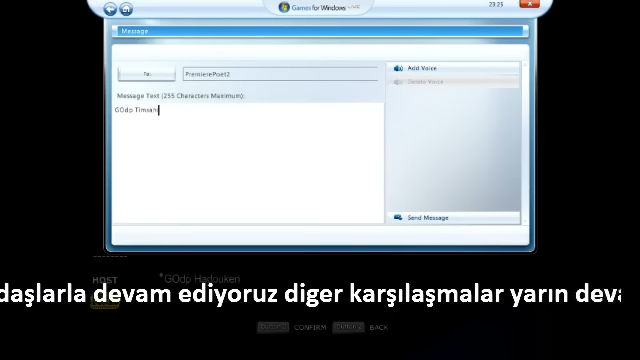 23:25
Games for Windows LIVE
Message
To:
PremierePoet2
Add Voice
Delete Voice
Message Text (255 Characters Maximum):
GOdp Timsahı
Send Message
HOST
*GOdp Hadouken
daşlarla devam ediyoruz diger karşılaşmalar yarın deva
CONFIRM
BACK